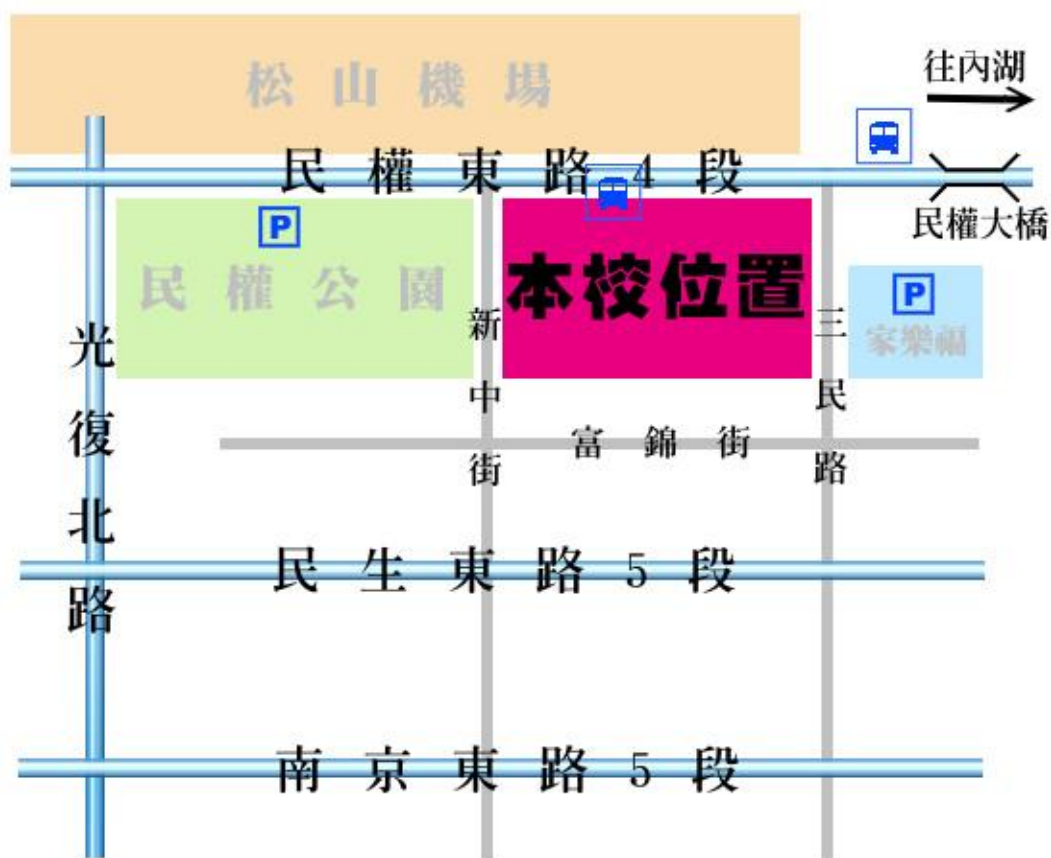 松山機場
往內湖
民權東路4段
民權大橋
P
民權公園
本校位置
P
家樂福
光復北路
新中街
三民路
富錦街
民生東路5段
南京東路5段